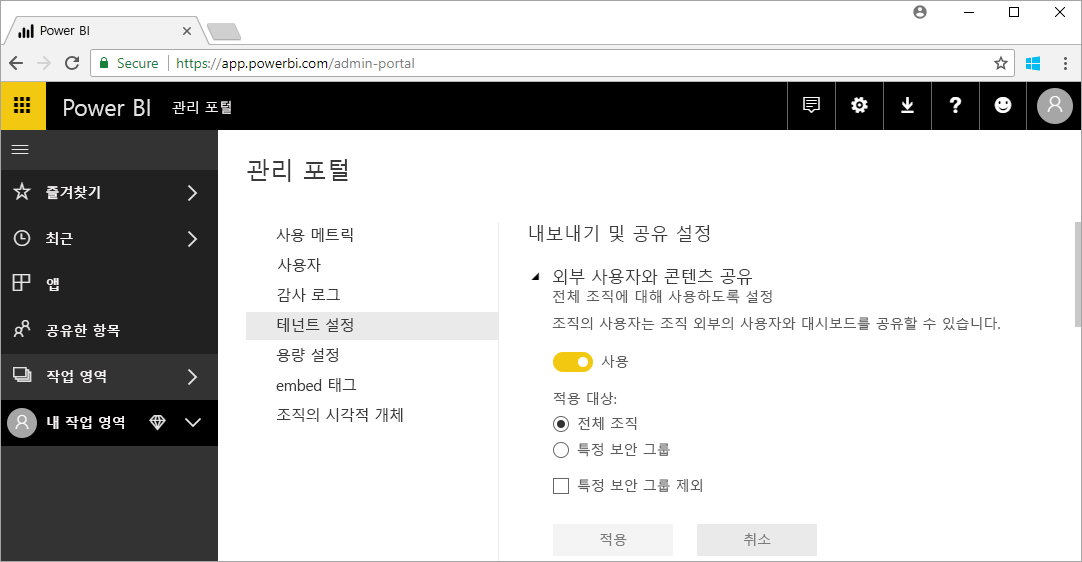 Power BI
Secure
https://app.powerbi.com/admin-portal
Power BI 관리 포털
즐겨찾기
최근
앱
공유한 항목
작업 영역
내 작업 영역
관리 포털
사용 메트릭
사용자
감사 로그
테넌트 설정
용량 설정
embed 태그
조직의 시각적 개체
내보내기 및 공유 설정
외부 사용자와 콘텐츠 공유
전체 조직에 대해 사용하도록 설정
조직의 사용자는 조직 외부의 사용자와 대시보드를 공유할 수 있습니다.
사용
적용 대상:
전체 조직
특정 보안 그룹
특정 보안 그룹 제외
적용
취소